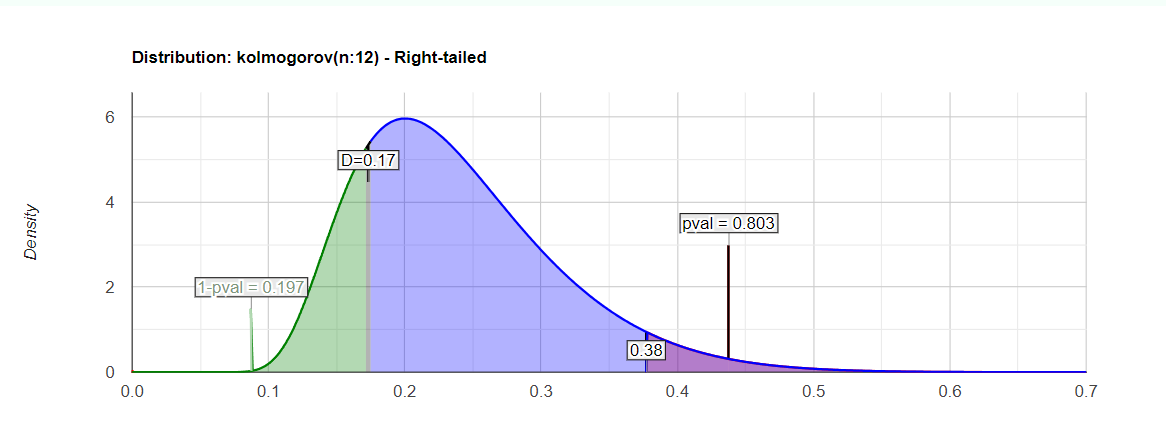 Distribution: kolmogorov(n:12) - Right-tailed
6
D=0.17
4
pval = 0.803
Density
1-pval = 0.197
2
0.38
0
0.0 0.1 0.2 0.3 0.4 0.5 0.6 0.7